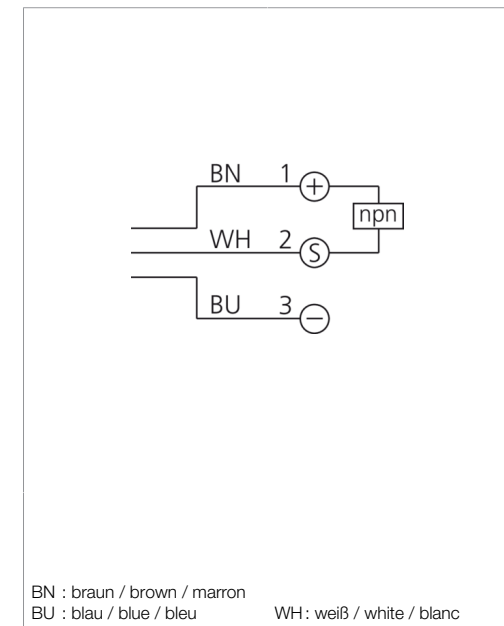 BN 1 +
npn
WH 2 S
BU 3 −
BN : braun / brown / marron
BU : blau / blue / bleu WH : weiß / white / blanc